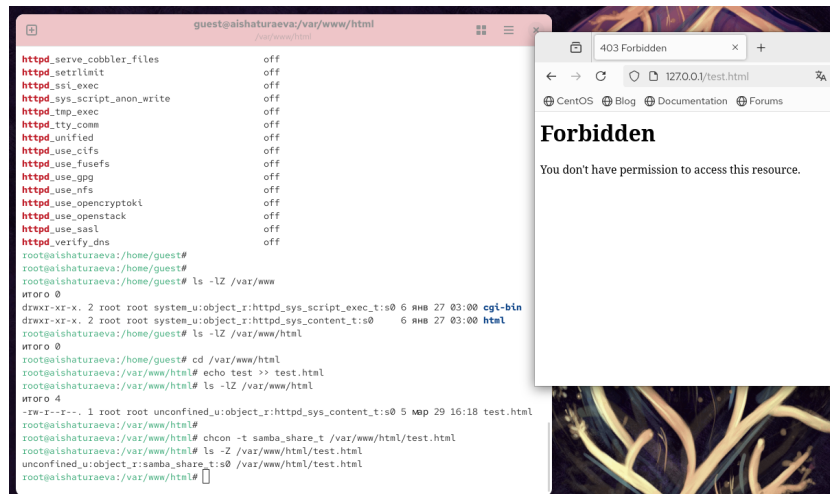 guest@aishaturaeva:/var/www/html
/var/www/html
httpd_serve_cobbler_files off
httpd_setrlimit off
httpd_ssi_exec off
httpd_sys_script_anon_write off
httpd_tmp_exec off
httpd_tty_comm off
httpd_unified off
httpd_use_cifs off
httpd_use_fusefs off
httpd_use_gpg off
httpd_use_nfs off
httpd_use_opencryptoki off
httpd_use_openstack off
httpd_use_sasl off
httpd_verify_dns off
root@aishaturaeva:/home/guest#
root@aishaturaeva:/home/guest#
root@aishaturaeva:/home/guest# ls -lZ /var/www
итого 0
drwxr-xr-x. 2 root root system_u:object_r:httpd_sys_script_exec_t:s0 6 янв 27 03:00 cgi-bin
drwxr-xr-x. 2 root root system_u:object_r:httpd_sys_content_t:s0 6 янв 27 03:00 html
root@aishaturaeva:/home/guest# ls -lZ /var/www/html
итого 0
root@aishaturaeva:/home/guest# cd /var/www/html
root@aishaturaeva:/var/www/html# echo test >> test.html
root@aishaturaeva:/var/www/html# ls -lZ /var/www/html
итого 4
-rw-r--r--. 1 root root unconfined_u:object_r:httpd_sys_content_t:s0 5 мар 29 16:18 test.html
root@aishaturaeva:/var/www/html#
root@aishaturaeva:/var/www/html# chcon -t samba_share_t /var/www/html/test.html
root@aishaturaeva:/var/www/html# ls -Z /var/www/html/test.html
unconfined_u:object_r:samba_share_t:s0 /var/www/html/test.html
root@aishaturaeva:/var/www/html#
403 Forbidden
127.0.0.1/test.html
CentOS Blog Documentation Forums
Forbidden
You don't have permission to access this resource.